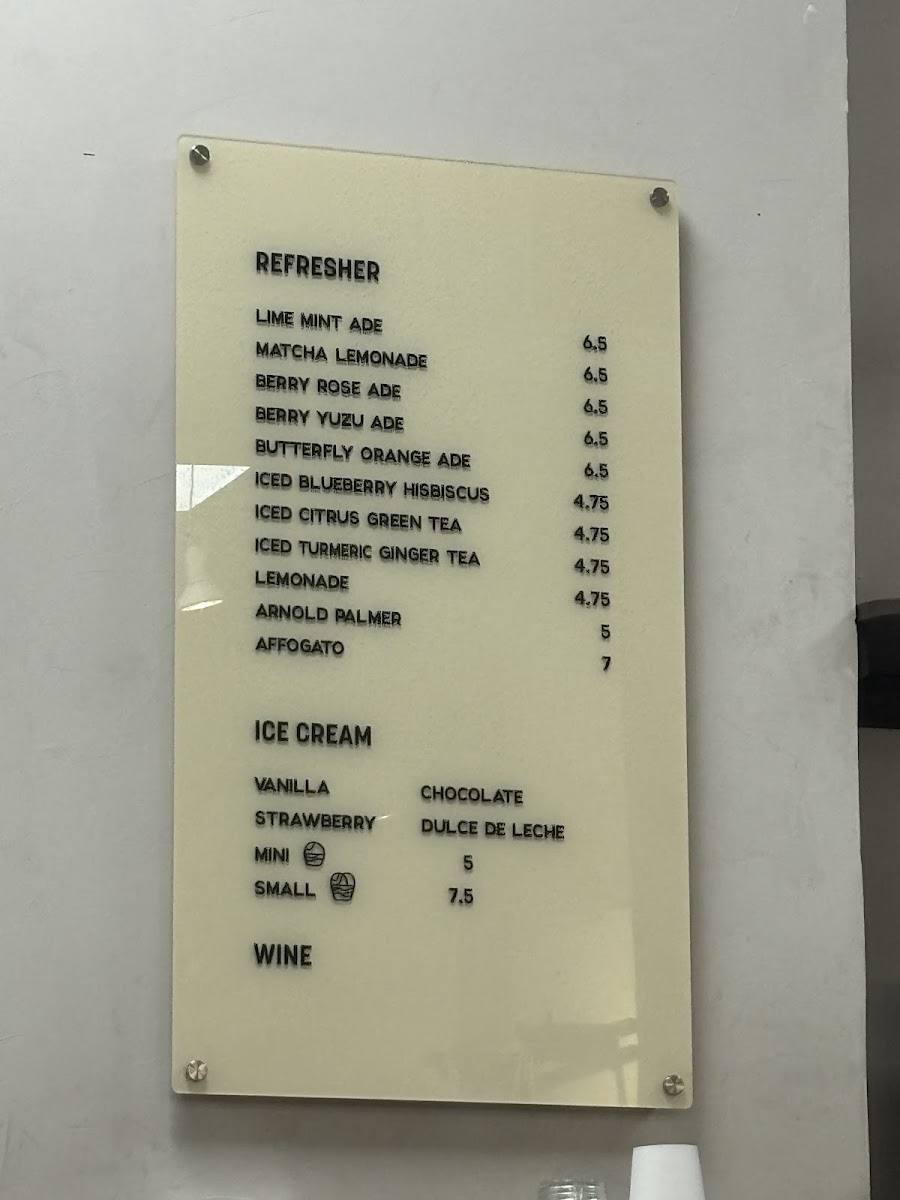 REFRESHER
LIME MINT ADE 6.5
MATCHA LEMONADE 6.5
BERRY ROSE ADE 6.5
BERRY YUZU ADE 6.5
BUTTERFLY ORANGE ADE 6.5
ICED BLUEBERRY HISBISCUS 4.75
ICED CITRUS GREEN TEA 4.75
ICED TURMERIC GINGER TEA 4.75
LEMONADE 4.75
ARNOLD PALMER 5
AFFOGATO 7
ICE CREAM
VANILLA CHOCOLATE
STRAWBERRY DULCE DE LECHE
MINI 5
SMALL 7.5
WINE